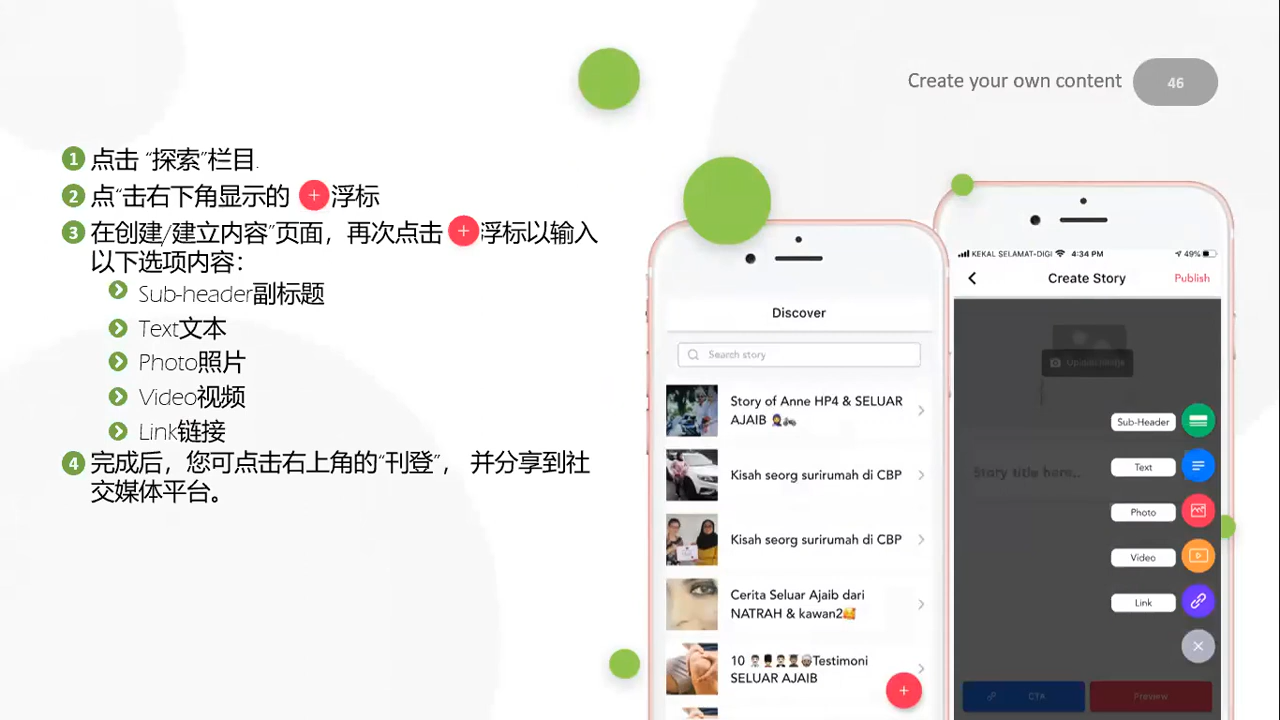 Create your own content
46
1 点击 “探索”栏目.
2 点“击右下角显示的 + 浮标
3 在创建/建立内容”页面，再次点击 + 浮标以输入
以下选项内容：
Sub-header副标题
Text文本
Photo照片
Video视频
Link链接
4 完成后，您可点击右上角的“刊登”， 并分享到社
交媒体平台。
Discover
Search story
Story of Anne HP4 & SELUAR
AJAIB
Kisah seorg surirumah di CBP
Kisah seorg surirumah di CBP
Cerita Seluar Ajaib dari
NATRAH & kawan2🥰
10 Testimoni
SELUAR AJAIB
KEKAL SELAMAT-DIGI 4:34 PM 49%
Create Story
Publish
Story title here...
Sub-Header
Text
Photo
Video
Link
CTA
Preview